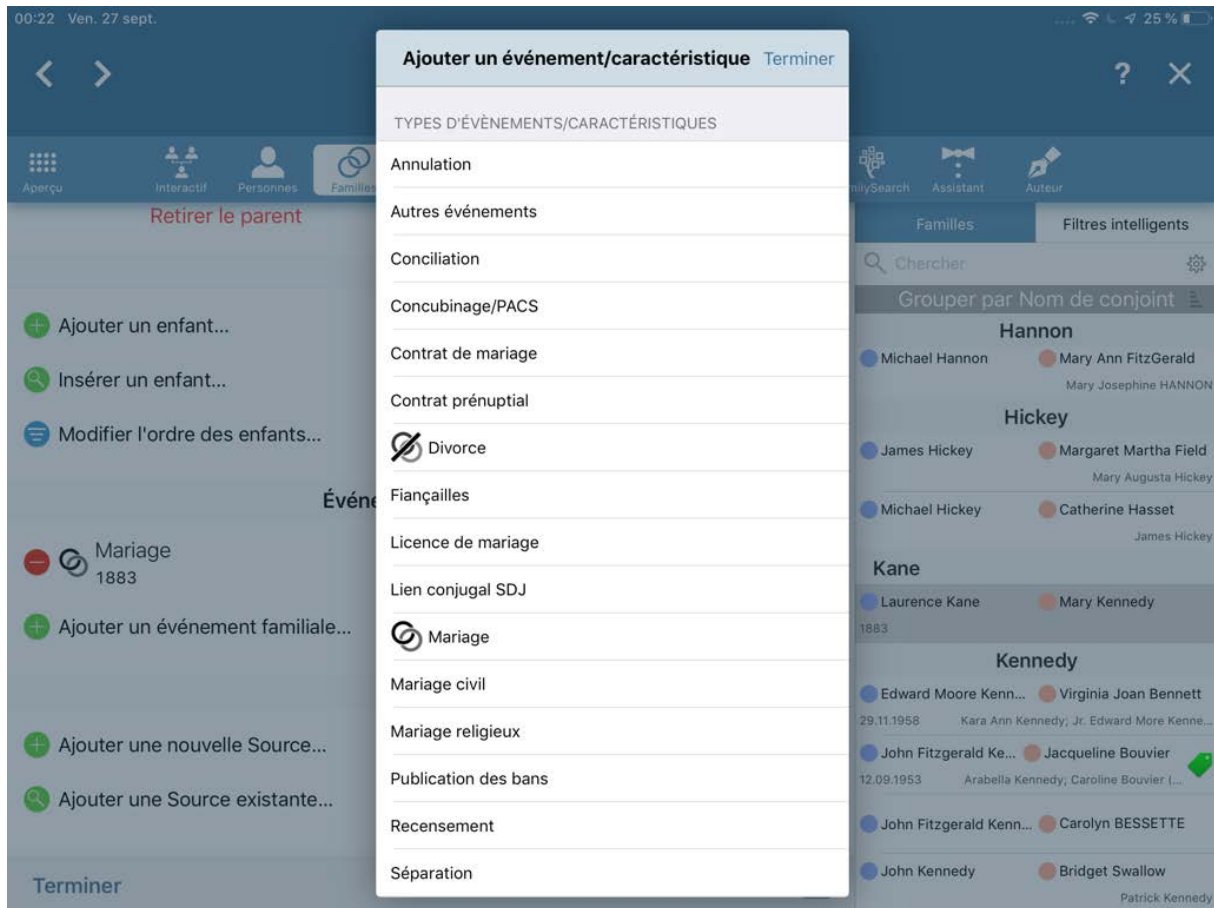 00:22 Ven. 27 sept.
25 %
Ajouter un événement/caractéristique Terminer
?
TYPES D'ÉVÈNEMENTS/CARACTÉRISTIQUES
Annulation
Autres événements
Conciliation
Concubinage/PACS
Contrat de mariage
Contrat prénuptial
Divorce
Fiançailles
Licence de mariage
Lien conjugal SDJ
Mariage
Mariage civil
Mariage religieux
Publication des bans
Recensement
Séparation
Aperçu
Interactif
Personnes
Familles
milySearch
Assistant
Auteur
Retirer le parent
Ajouter un enfant...
Insérer un enfant...
Modifier l'ordre des enfants...
Événe
Mariage
1883
Ajouter un événement familiale...
Ajouter une nouvelle Source...
Ajouter une Source existante...
Terminer
Familles
Filtres intelligents
Chercher
Grouper par Nom de conjoint
Hannon
Michael Hannon Mary Ann FitzGerald
Mary Josephine HANNON
Hickey
James Hickey Margaret Martha Field
Mary Augusta Hickey
Michael Hickey Catherine Hasset
James Hickey
Kane
Laurence Kane Mary Kennedy
1883
Kennedy
Edward Moore Kenn... Virginia Joan Bennett
29.11.1958 Kara Ann Kennedy; Jr. Edward More Kenne...
John Fitzgerald Ke... Jacqueline Bouvier
12.09.1953 Arabella Kennedy; Caroline Bouvier (...
John Fitzgerald Kenn... Carolyn BESSETTE
John Kennedy Bridget Swallow
Patrick Kennedy